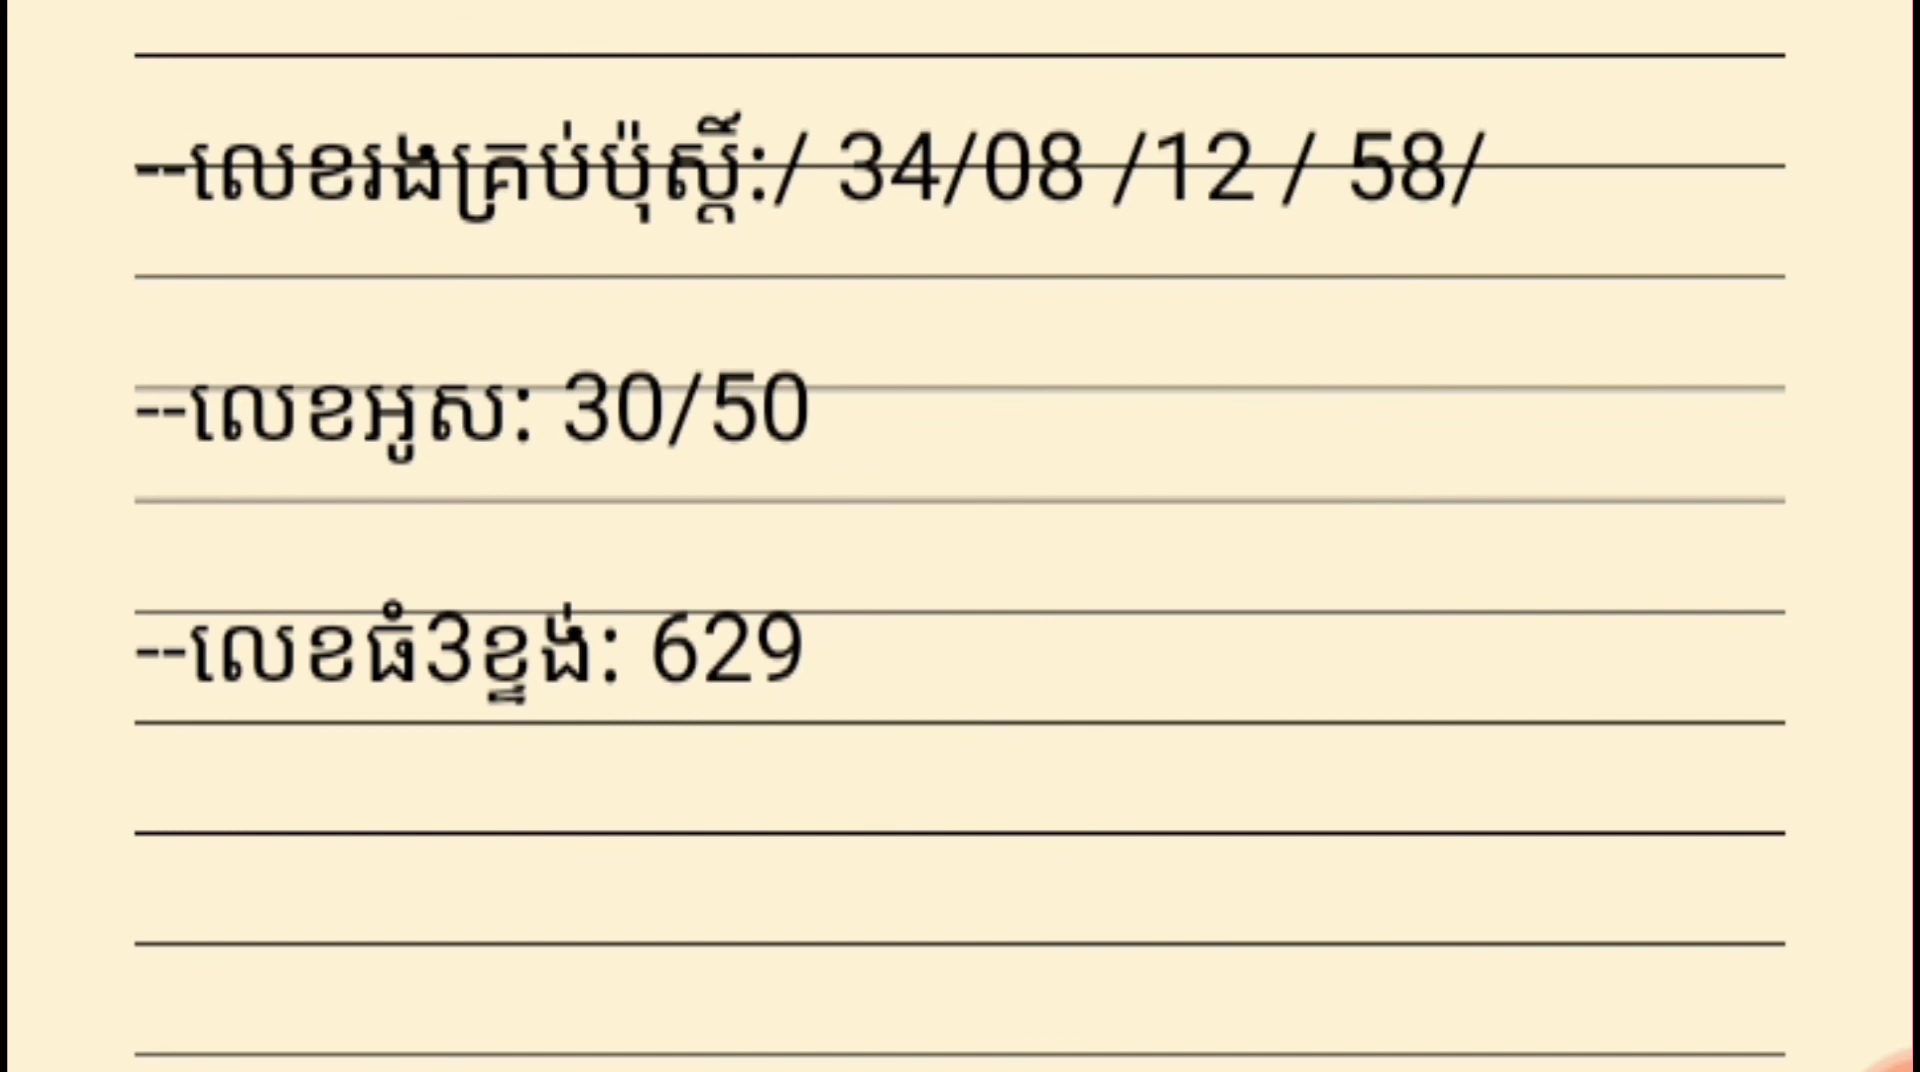 --លេខរងគ្រប់ប៉ុស្តិ៍:/ 34/08 /12 / 58/
--លេខអូស: 30/50
--លេខធំ3ខ្ទង់: 629